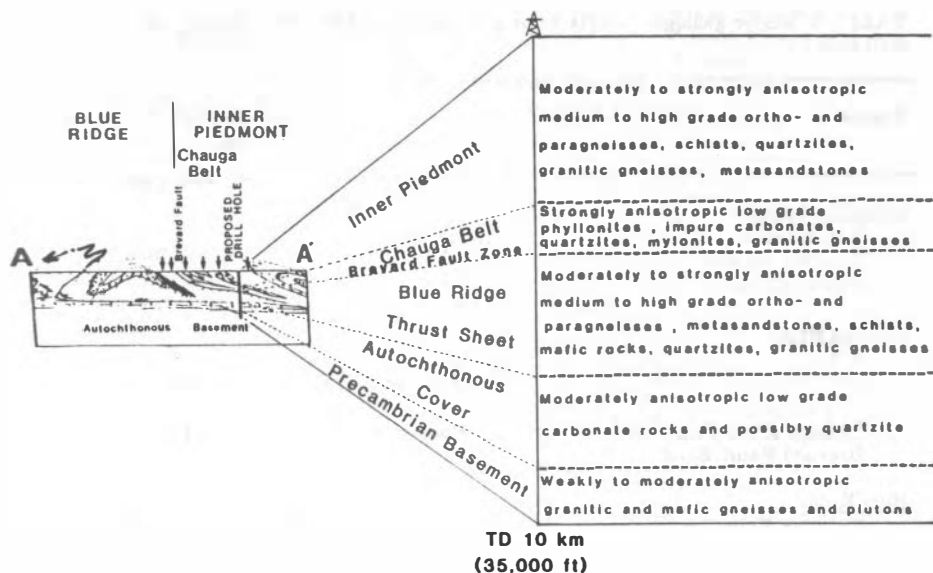 BLUE
RIDGE
INNER
PIEDMONT
Chauga
Belt
Brevard Fault
PROPOSED
DRILL HOLE
A
A'
Autochthonous Basement
Inner Piedmont
Chauga Belt
Brevard Fault Zone
Blue Ridge
Thrust Sheet
Autochthonous
Cover
Precambrian Basement
Moderately to strongly anisotropic
medium to high grade ortho- and
paragneisses, schists, quartzites,
granitic gneisses, metasandstones
Strongly anisotropic low grade
phyllonites, impure carbonates,
quartzites, mylonites, granitic gneisses
Moderately to strongly anisotropic
medium to high grade ortho- and
paragneisses, metasandstones, schists,
mafic rocks, quartzites, granitic gneisses
Moderately anisotropic low grade
carbonate rocks and possibly quartzite
Weakly to moderately anisotropic
granitic and mafic gneisses and plutons
TD 10 km
(35,000 ft)